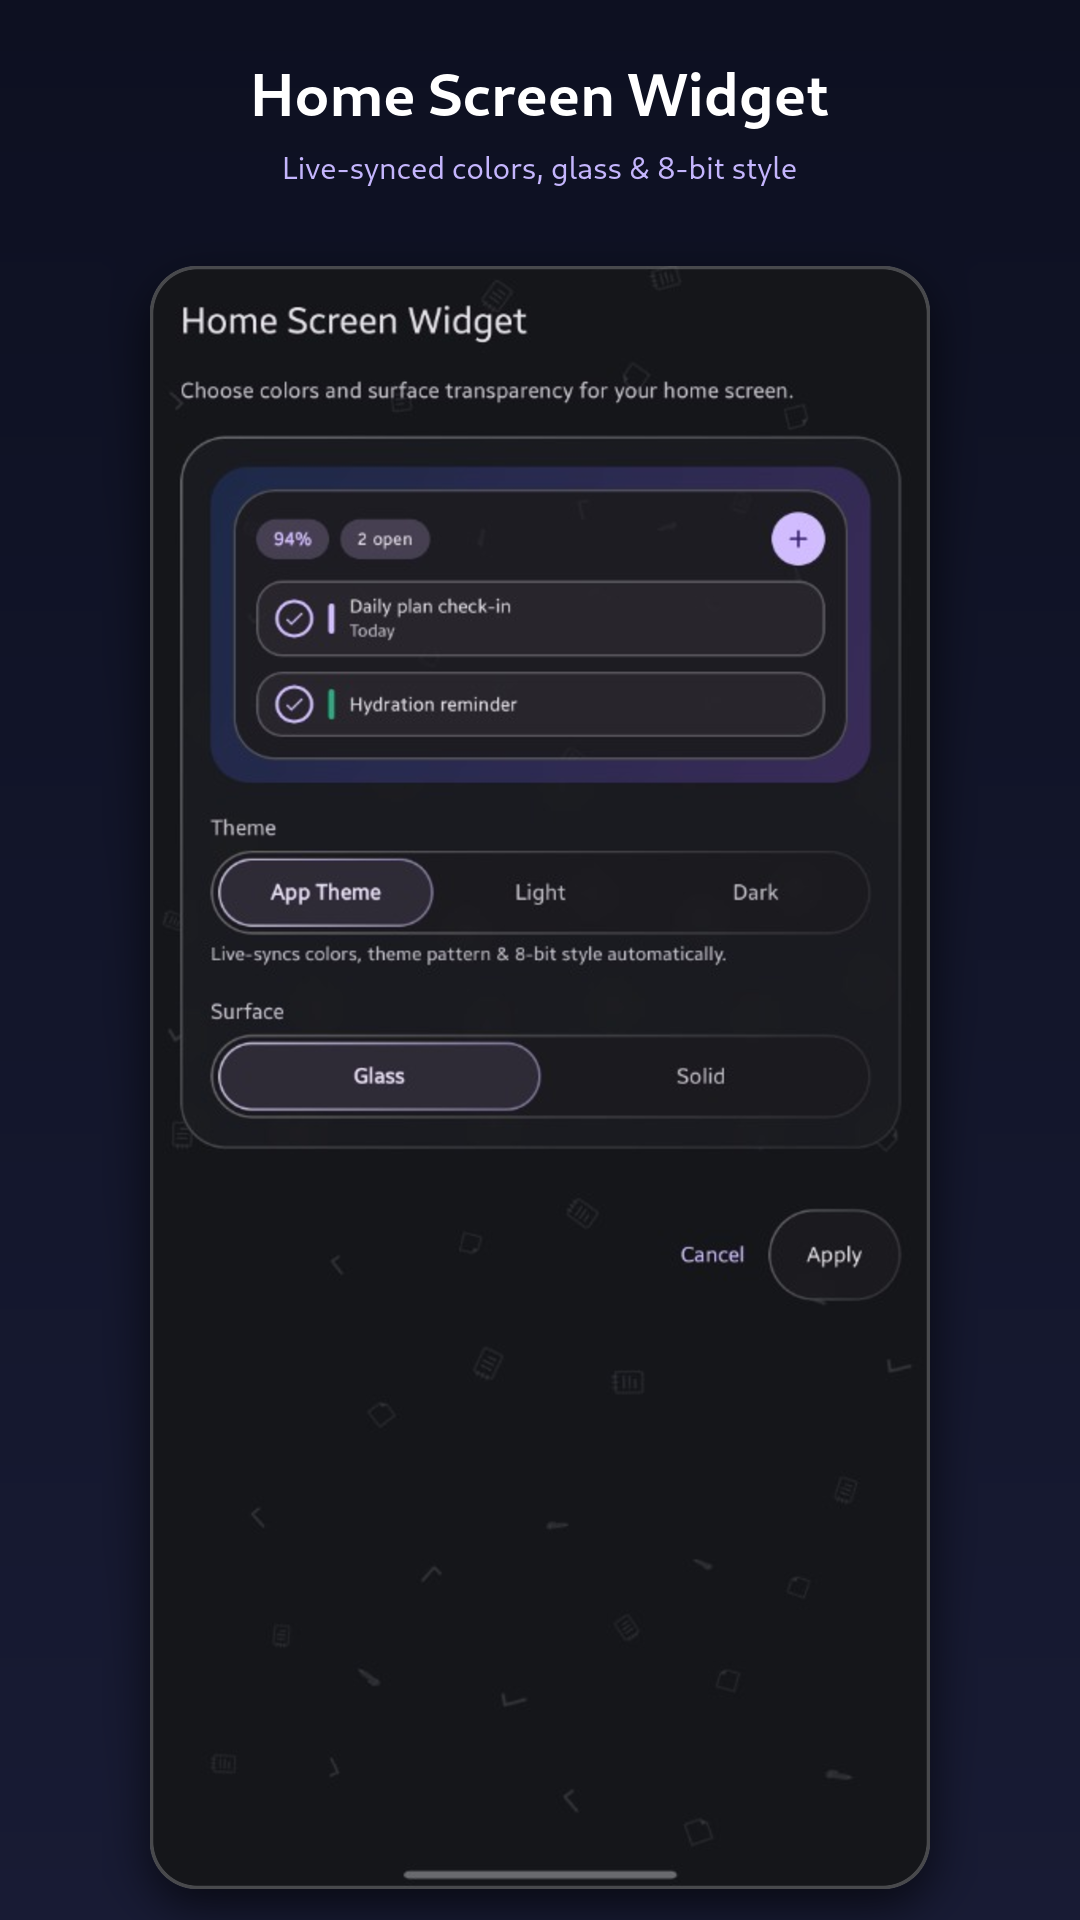 Home Screen Widget
Live-synced colors, glass & 8-bit style
Home Screen Widget
Choose colors and surface transparency for your home screen.
94% 2 open +
Daily plan check-in
Today
Hydration reminder
Theme
App Theme Light Dark
Live-syncs colors, theme pattern & 8-bit style automatically.
Surface
Glass Solid
Cancel Apply